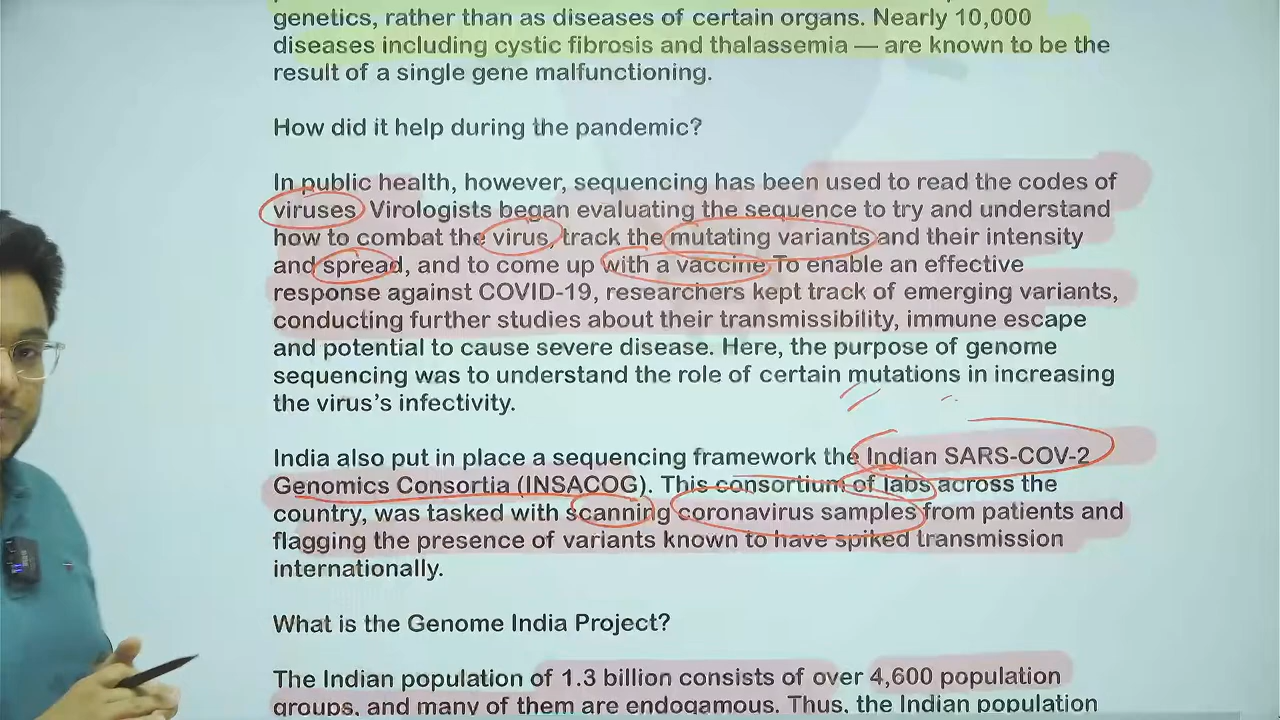 genetics, rather than as diseases of certain organs. Nearly 10,000
diseases including cystic fibrosis and thalassemia — are known to be the
result of a single gene malfunctioning.
How did it help during the pandemic?
In public health, however, sequencing has been used to read the codes of
viruses Virologists began evaluating the sequence to try and understand
how to combat the virus, track the mutating variants and their intensity
and spread, and to come up with a vaccine To enable an effective
response against COVID-19, researchers kept track of emerging variants,
conducting further studies about their transmissibility, immune escape
and potential to cause severe disease. Here, the purpose of genome
sequencing was to understand the role of certain mutations in increasing
the virus’s infectivity.
India also put in place a sequencing framework the Indian SARS-COV-2
Genomics Consortia (INSACOG). This consortium of labs across the
country, was tasked with scanning coronavirus samples from patients and
flagging the presence of variants known to have spiked transmission
internationally.
What is the Genome India Project?
The Indian population of 1.3 billion consists of over 4,600 population
groups, and many of them are endogamous. Thus, the Indian population